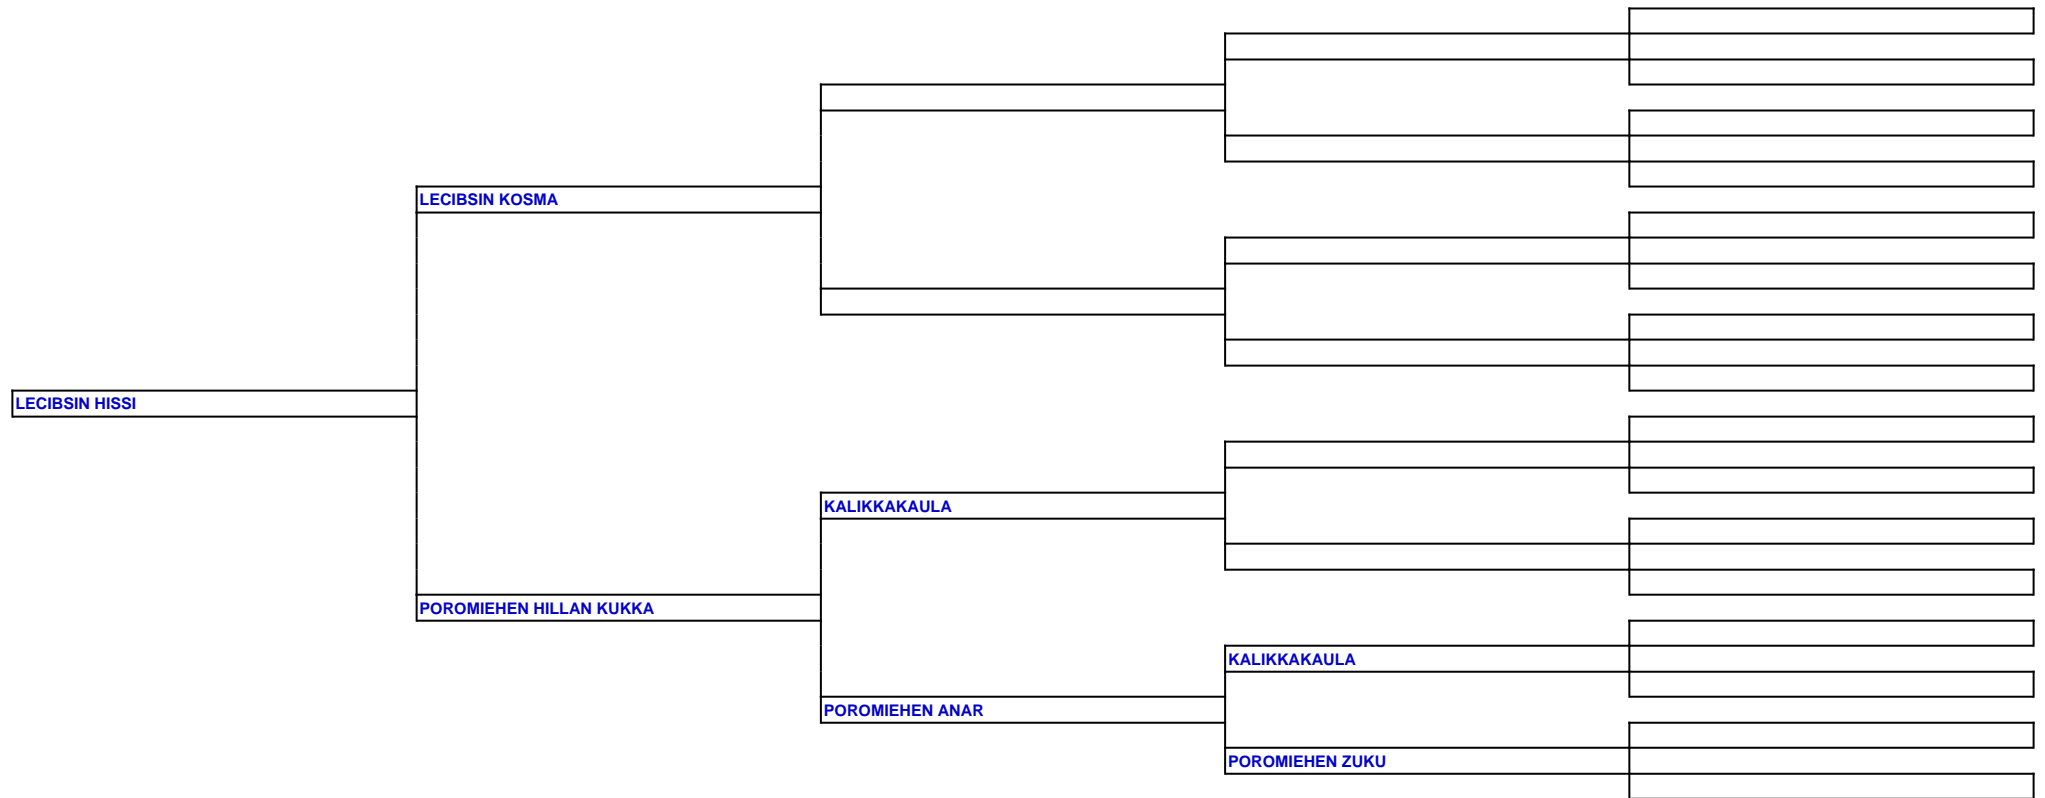 LECIBSIN KOSMA
LECIBSIN HISSI
KALIKKAKAULA
POROMIEHEN HILLAN KUKKA
KALIKKAKAULA
POROMIEHEN ANAR
POROMIEHEN ZUKU